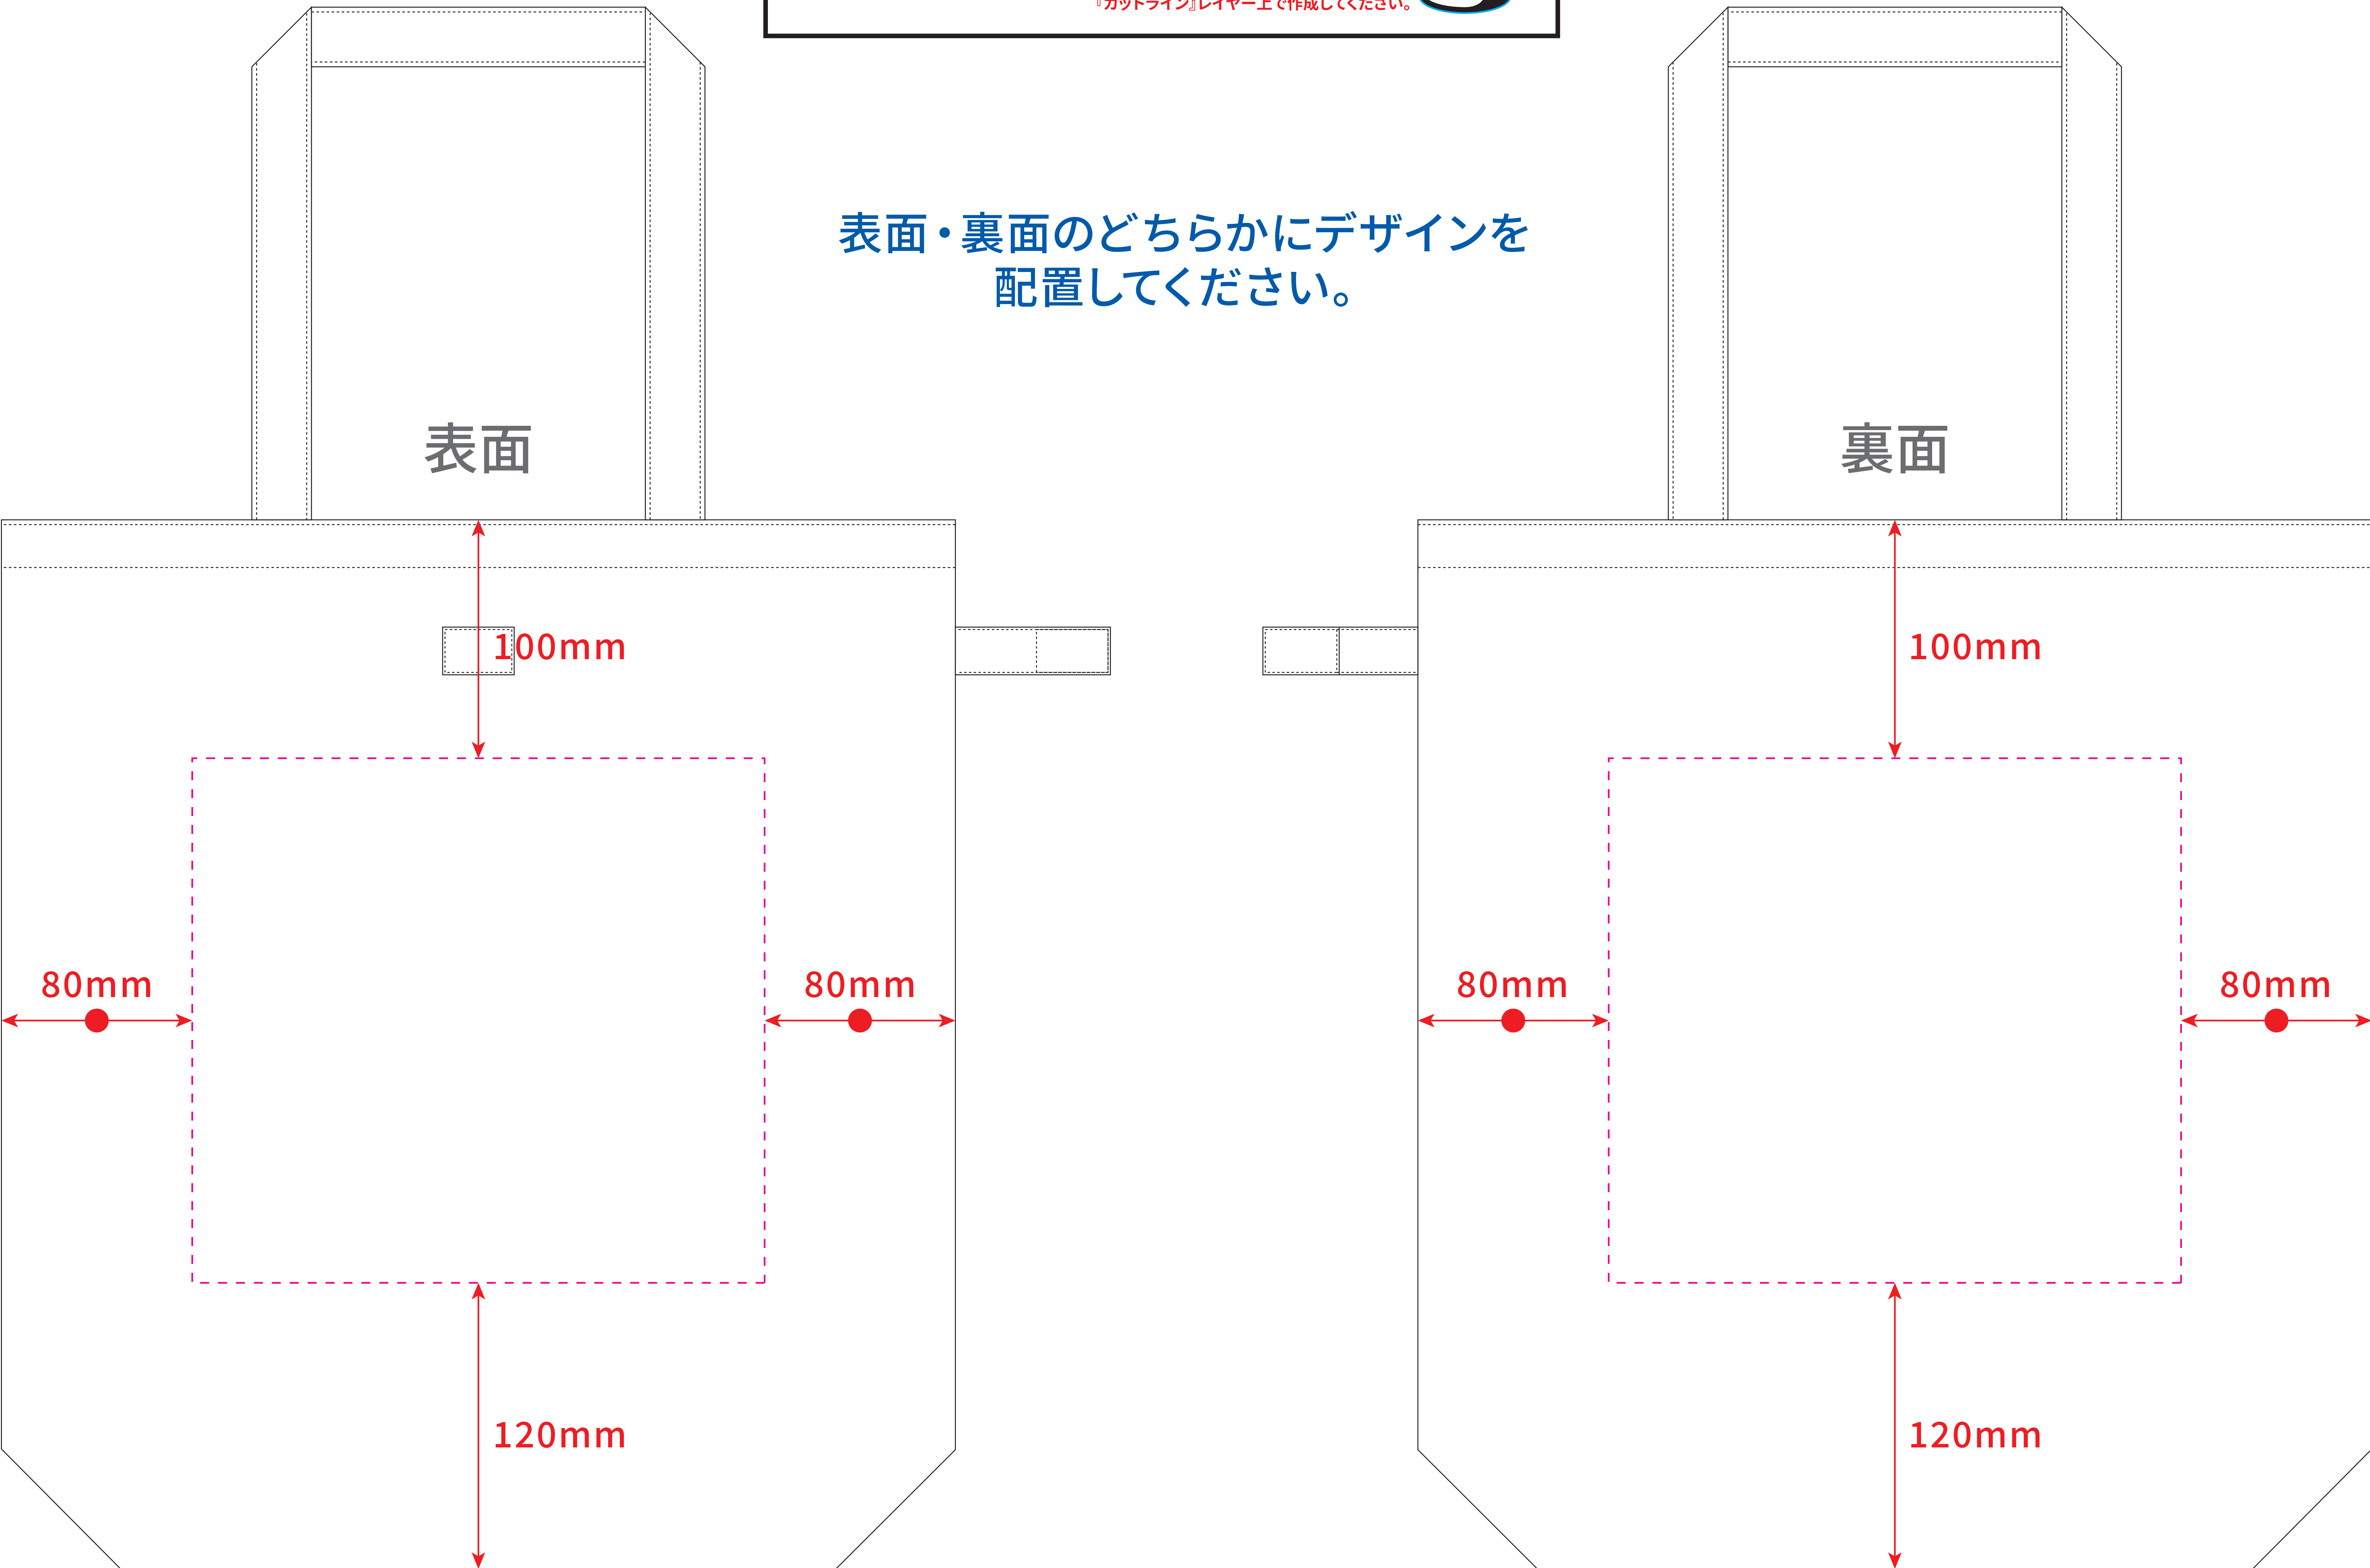 『カットライン』レイヤー上で作成してください。
表面・裏面のどちらかにデザインを
配置してください。
表面
裏面
100mm
100mm
80mm
80mm
80mm
80mm
120mm
120mm